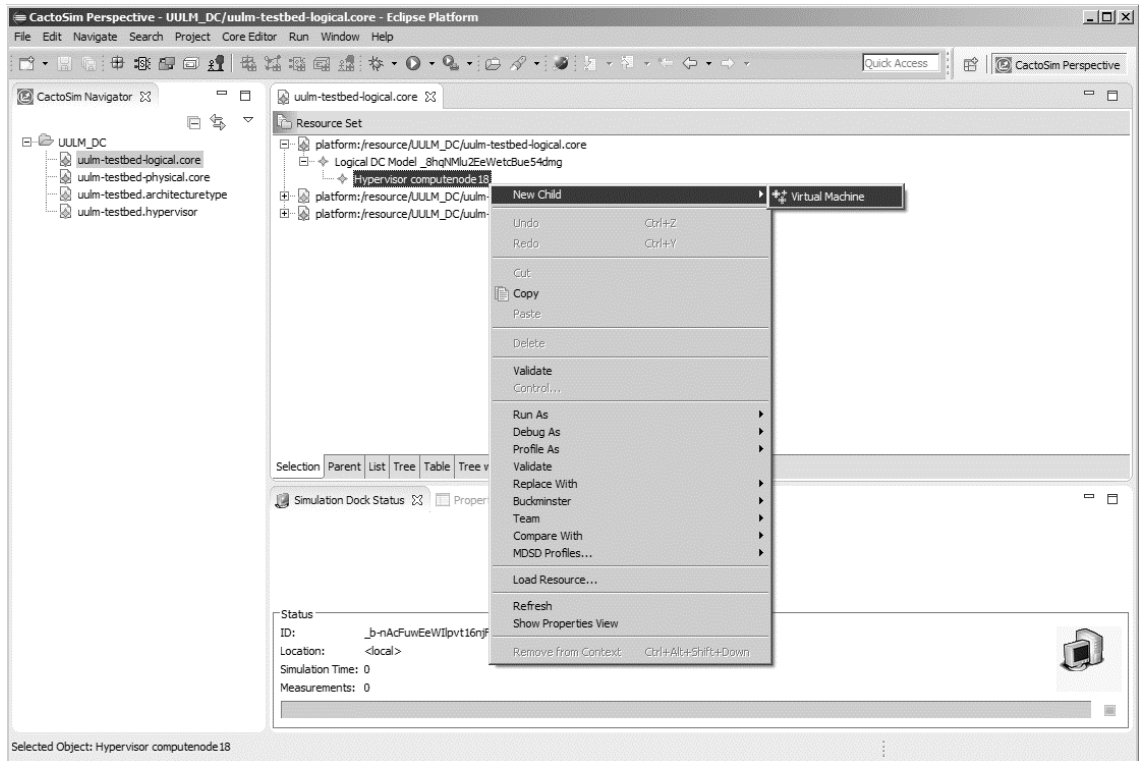 CactoSim Perspective - UULM_DC/uulm-testbed-logical.core - Eclipse Platform
File Edit Navigate Search Project Core Editor Run Window Help
Quick Access
CactoSim Perspective
CactoSim Navigator
UULM_DC
uulm-testbed-logical.core
uulm-testbed-physical.core
uulm-testbed.architecturetype
uulm-testbed.hypervisor
uulm-testbed-logical.core
Resource Set
platform:/resource/UULM_DC/uulm-testbed-logical.core
Logical DC Model _8hqNMlu2EeWetcBue54dmg
Hypervisor computenode18
platform:/resource/UULM_DC/uulm-
platform:/resource/UULM_DC/uulm-
New Child
Virtual Machine
Undo Ctrl+Z
Redo Ctrl+Y
Cut
Copy
Paste
Delete
Validate
Control...
Run As
Debug As
Profile As
Validate
Replace With
Buckminster
Team
Compare With
MDSD Profiles...
Load Resource...
Refresh
Show Properties View
Remove from Context Ctrl+Alt+Shift+Down
Selection Parent List Tree Table Tree
Simulation Dock Status Proper
Status
ID:
Location: <local>
Simulation Time: 0
Measurements: 0
Selected Object: Hypervisor computenode18